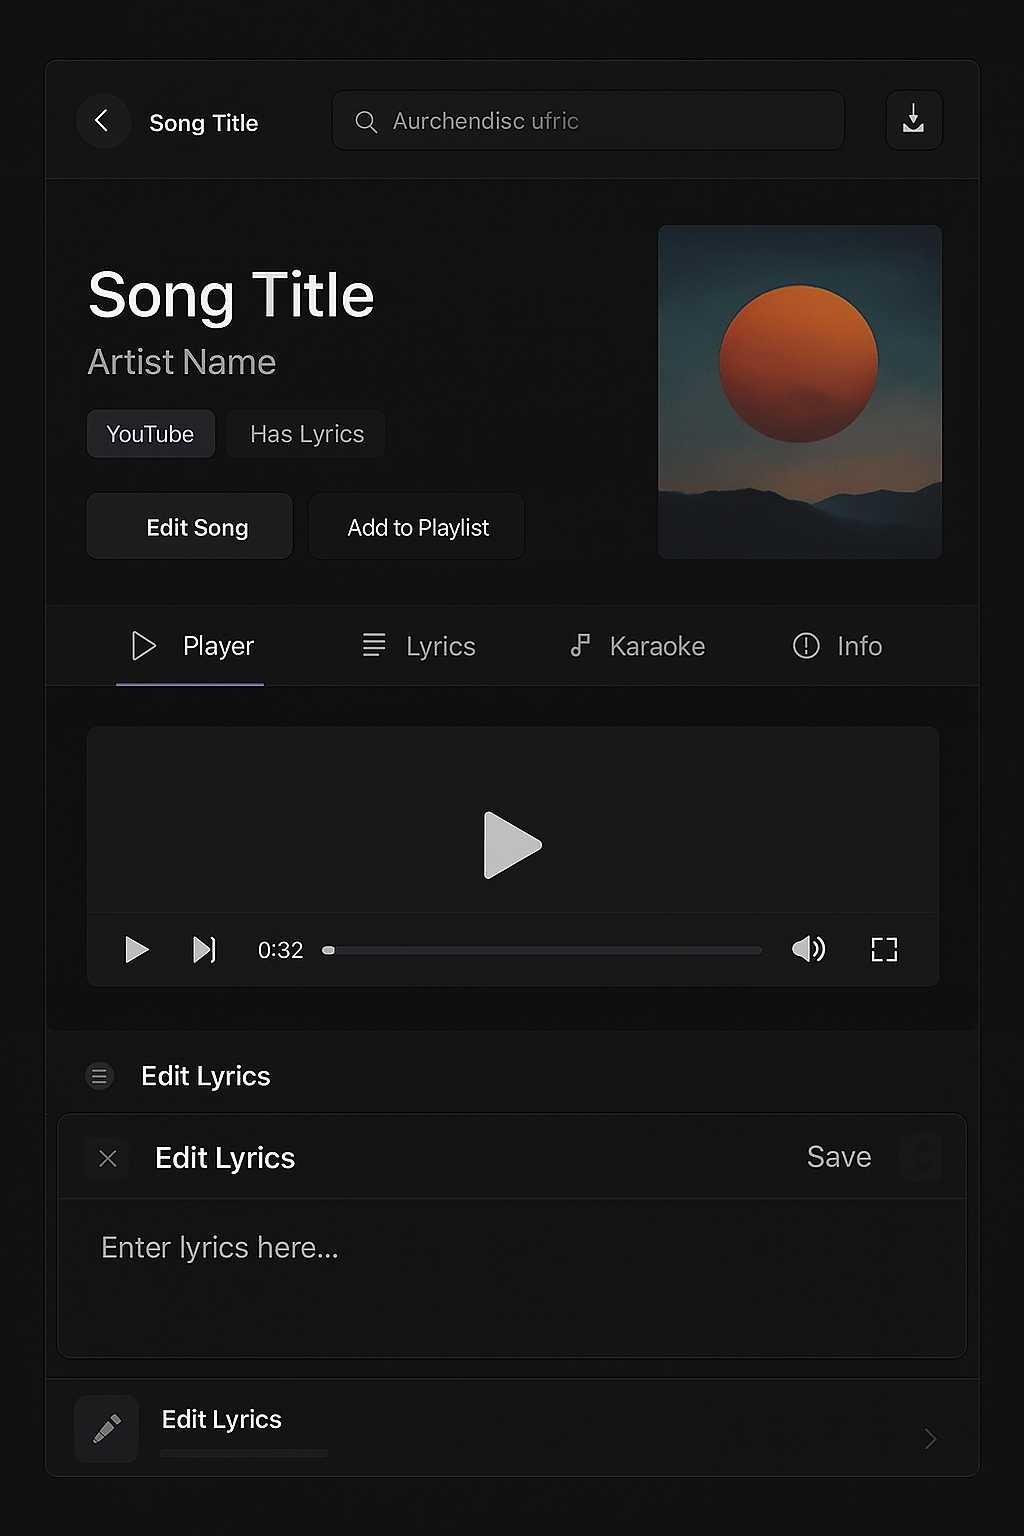 Song Title
Aurchendisc ufric
Song Title
Artist Name
YouTube
Has Lyrics
Edit Song
Add to Playlist
Player
Lyrics
Karaoke
Info
0:32
Edit Lyrics
Edit Lyrics
Save
Enter lyrics here...
Edit Lyrics